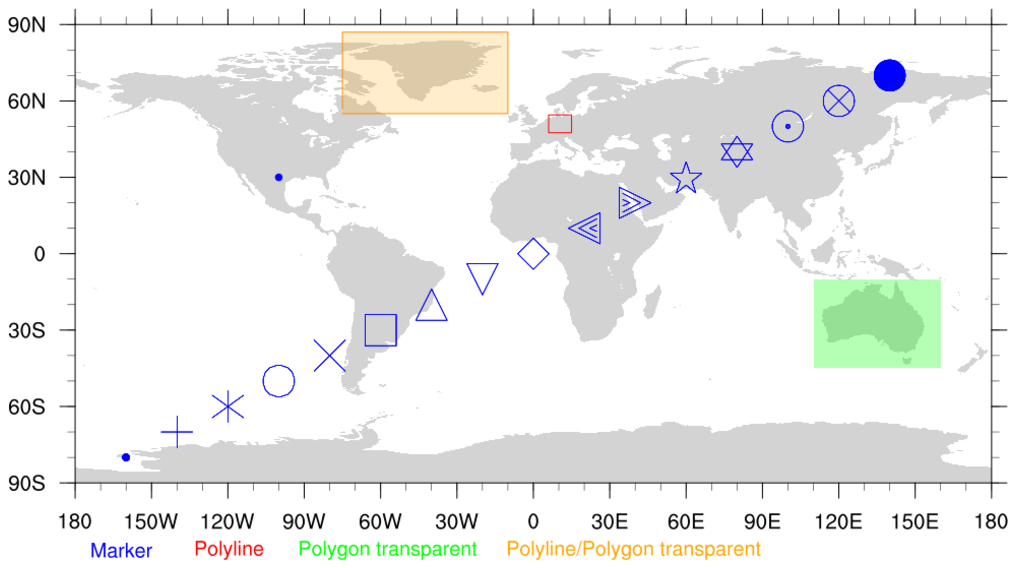 90N
60N
30N
0
30S
60S
90S
180 150W 120W 90W 60W 30W 0 30E 60E 90E 120E 150E 180
Marker Polyline Polygon transparent Polyline/Polygon transparent